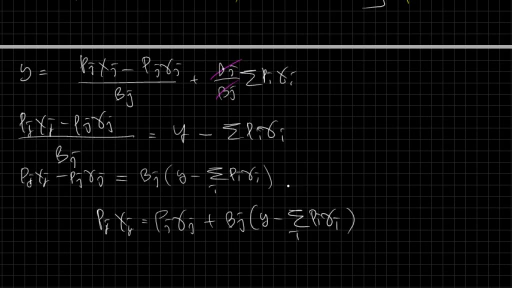 y = (P_j x_j − P_j γ_j)/B_j + B_j/B_j Σ P_i γ_i
(P_j x_j − P_j γ_j)/B_j = y − Σ P_i γ_i
P_j x_j − P_j γ_j = B_j (y − Σ_i P_i γ_i) .
P_j x_j = P_j γ_j + B_j (y − Σ_i P_i γ_i)